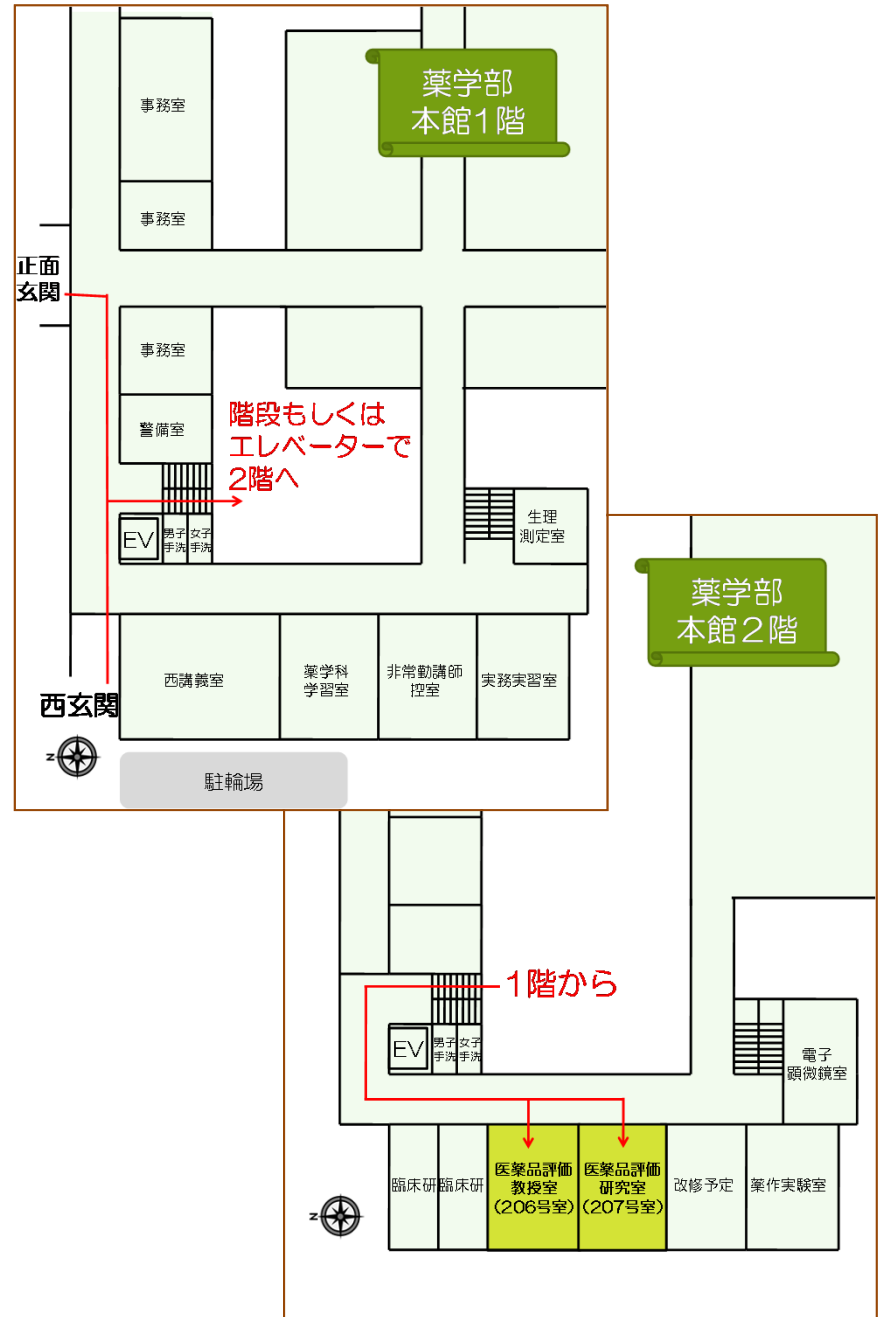 薬学部
本館1階
事務室
事務室
正面
玄関
事務室
警備室
階段もしくは
エレベーターで
2階へ
EV
男子
手洗
女子
手洗
生理
測定室
西講義室
薬学科
学習室
非常勤講師
控室
実務実習室
西玄関
N
駐輪場
薬学部
本館2階
1階から
EV
男子
手洗
女子
手洗
電子
顕微鏡室
臨床研
臨床研
医薬品評価
教授室
(206号室)
医薬品評価
研究室
(207号室)
改修予定
薬作実験室
N